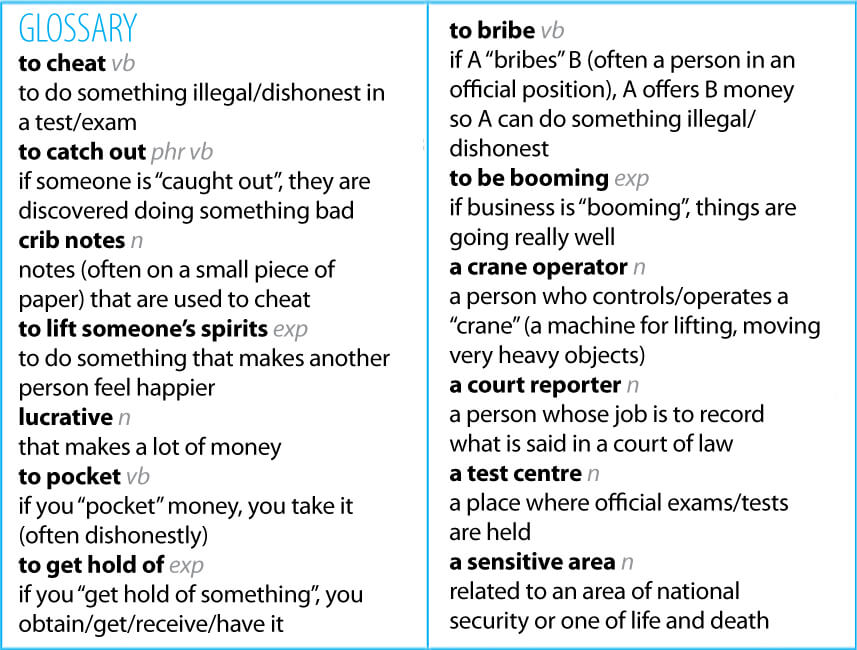 GLOSSARY
to cheat vb
to do something illegal/dishonest in
a test/exam
to catch out phr vb
if someone is “caught out”, they are
discovered doing something bad
crib notes n
notes (often on a small piece of
paper) that are used to cheat
to lift someone’s spirits exp
to do something that makes another
person feel happier
lucrative n
that makes a lot of money
to pocket vb
if you “pocket” money, you take it
(often dishonestly)
to get hold of exp
if you “get hold of something”, you
obtain/get/receive/have it
to bribe vb
if A “bribes” B (often a person in an
official position), A offers B money
so A can do something illegal/
dishonest
to be booming exp
if business is “booming”, things are
going really well
a crane operator n
a person who controls/operates a
“crane” (a machine for lifting, moving
very heavy objects)
a court reporter n
a person whose job is to record
what is said in a court of law
a test centre n
a place where official exams/tests
are held
a sensitive area n
related to an area of national
security or one of life and death